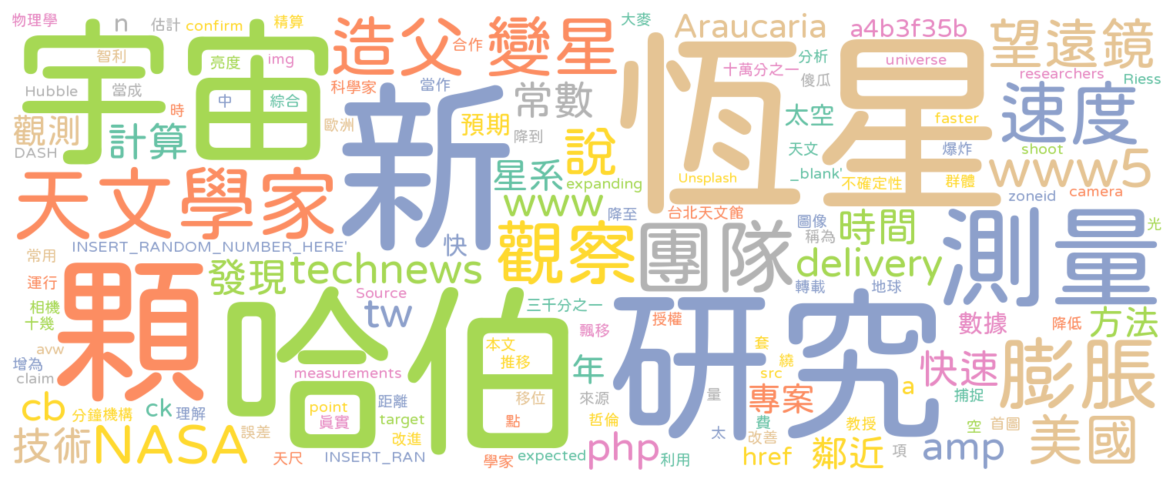 物理學 n 估計 confirm 精算
造父 變星 合作 大麥 Araucaria a4b3f35b 望遠鏡
宇宙 智利 亮度 img 恆星 十萬分之一 分析 universe
Hubble 當成 科學家 當作 常數 傻瓜 researchers Riess
中 綜合 時 新 太空 速度 faster
觀測 DASH 計算 歐洲 預期 降到 說 天文 爆炸 shoot
Unsplash _blank' 不確定性 群體 www5
天文學家 星系 expanding www zoneid camera
降至 台北天文館 圖像 稱為 時間 測量 光
INSERT_RANDOM_NUMBER_HERE' 快 觀察 團隊
常用 運行 顆 發現 technews 轉載 delivery 地球
相機 十幾 Source tw 三千分之一 數據 降低 方法
哈伯 本文 推移 飄移 授權 研究
avw 增為 claim measurements 年 套 繞 src 快速 膨脹
cb 分鐘 機構 ck 理解 point 真實 距離 target 移位 來源 哲倫 專案 量 a 捕捉
技術 NASA 誤差 改進 點 php 費 改善 教授 空 首圖 美國
天尺 INSERT_RAN 學家 expected 利用 太 href 鄰近 項 amp